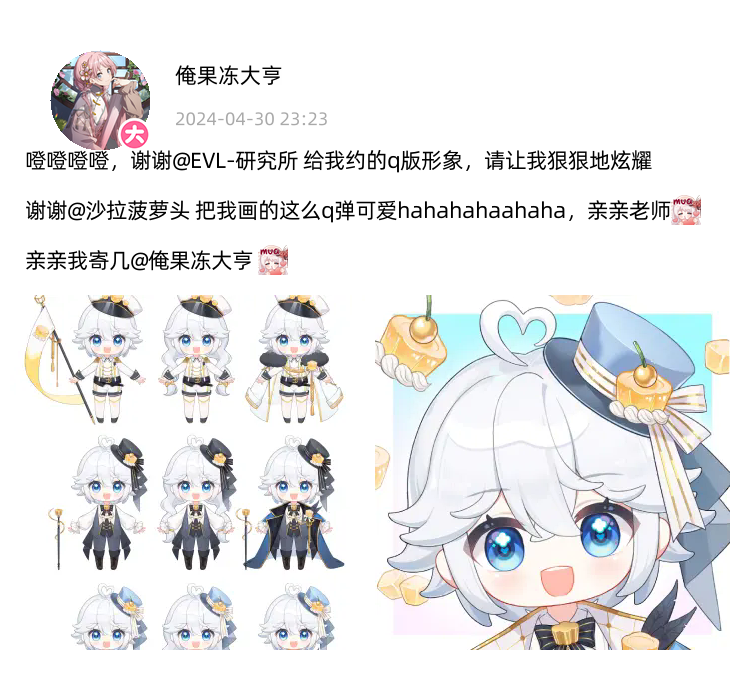 俺果冻大亨
大
2024-04-30 23:23
噔噔噔噔，谢谢@EVL-研究所 给我约的q版形象，请让我狠狠地炫耀
谢谢@沙拉菠萝头 把我画的这么q弹可爱hahahahaahaha，亲亲老师
MUG
亲亲我寄几@俺果冻大亨
MUG